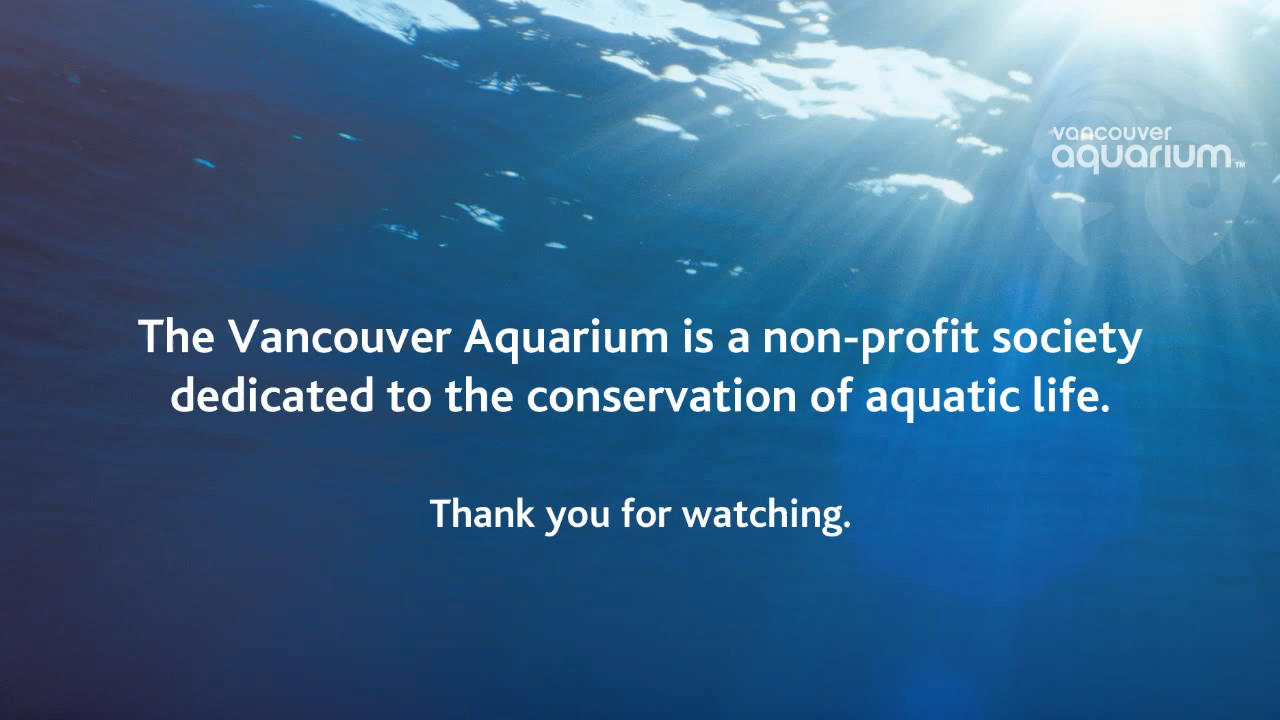 vancouver
aquarium™
The Vancouver Aquarium is a non-profit society
dedicated to the conservation of aquatic life.
Thank you for watching.